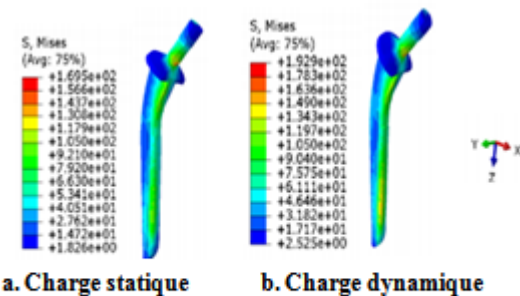 S, Mises
(Avg: 75%)
+1.695e+02
+1.566e+02
+1.437e+02
+1.308e+02
+1.179e+02
+1.050e+02
+9.210e+01
+7.920e+01
+6.630e+01
+5.341e+01
+4.051e+01
+2.762e+01
+1.472e+01
+1.826e+00
S, Mises
(Avg: 75%)
+1.929e+02
+1.783e+02
+1.636e+02
+1.490e+02
+1.343e+02
+1.197e+02
+1.050e+02
+9.040e+01
+7.575e+01
+6.111e+01
+4.646e+01
+3.182e+01
+1.717e+01
+2.525e+00
Y X
Z
a. Charge statique
b. Charge dynamique